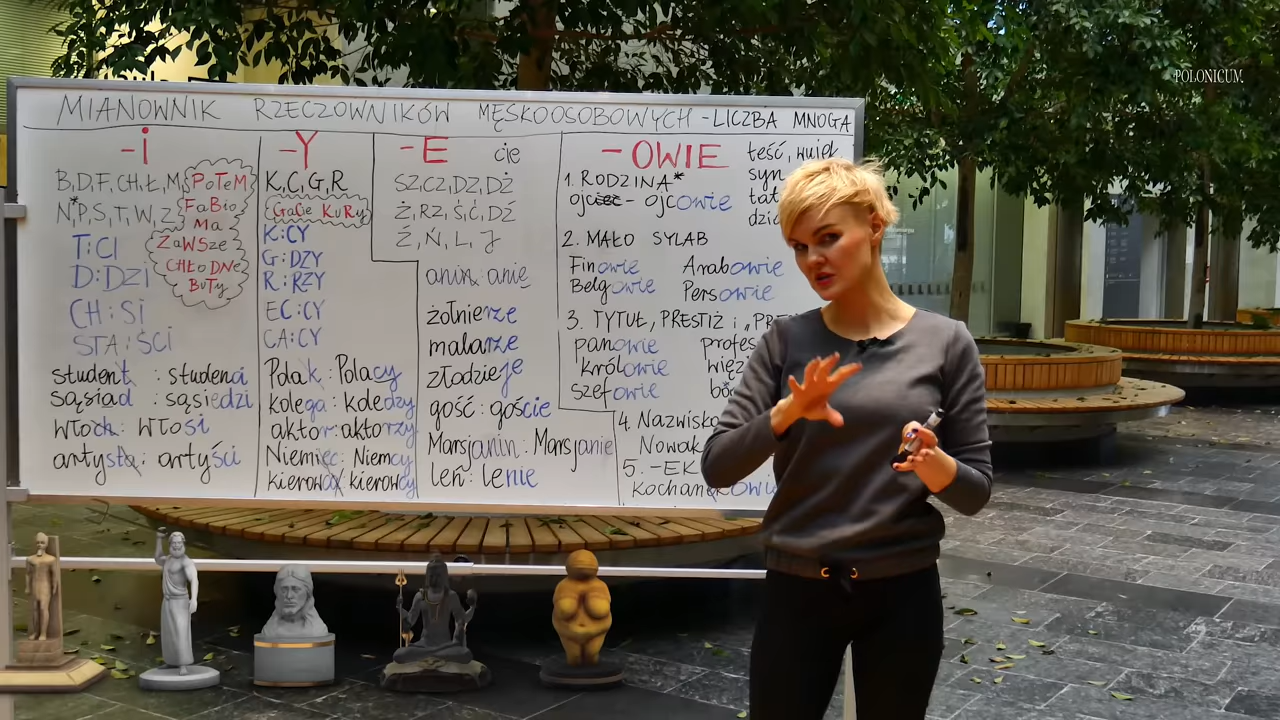 POLONICUM
MIANOWNIK RZECZOWNIKÓW MĘSKOOSOBOWYCH - LICZBA MNOGA
-i
B, D, F, CH, Ł, M,
N*, P, S, T, W, Z
PoTeM
FaBio
Ma
ZaWSze
CHŁoDNe
BuTy
T:CI
D:DZI
CH:SI
STA:ŚCI
student : studenci
sąsiad : sąsiedzi
Włoch : Włosi
artysta : artyści
-Y
K, C, G, R
GraCie KuRy
K:CY
G:DZY
R:RZY
EC:CY
CA:CY
Polak : Polacy
kolega : koledzy
aktor : aktorzy
Niemiec : Niemcy
kierowca : kierowcy
-E
cie
SZ, CZ, DZ, DŻ
Ż, RZ, Ś, Ć, DŹ
Ź, Ń, L, J
anin : anie
żołnierze
malarze
złodzieje
gość : goście
Marsjanin : Marsjanie
leń : lenie
-OWIE
teść, wujek
syn
1. RODZINA*
ojciec - ojcowie
2. MAŁO SYLAB
Finowie Arabowie
Belgowie Persowie
3. TYTUŁ, PRESTIŻ i
panowie
królowie
szefowie
4. Nazwisko
Nowak
5. -EK
kochankowie